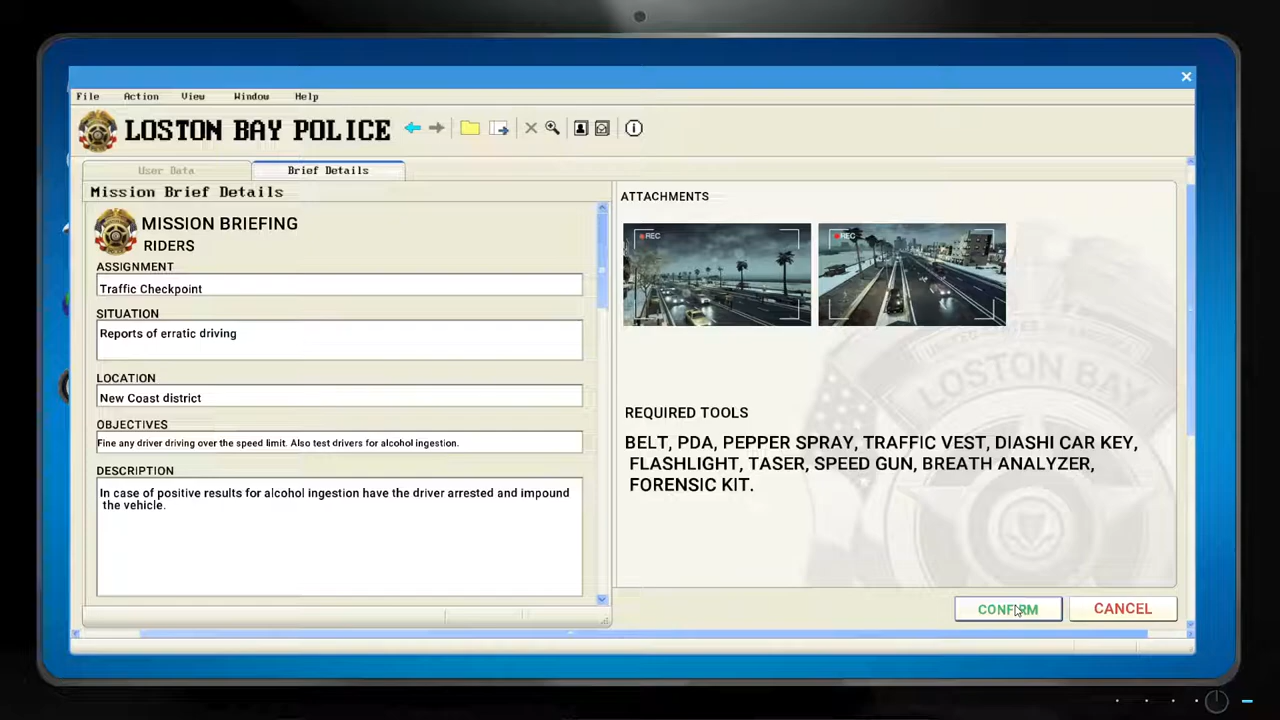 File Action View Window Help
LOSTON BAY POLICE
User Data Brief Details
Mission Brief Details
MISSION BRIEFING
RIDERS
ASSIGNMENT
Traffic Checkpoint
SITUATION
Reports of erratic driving
LOCATION
New Coast district
OBJECTIVES
Fine any driver driving over the speed limit. Also test drivers for alcohol ingestion.
DESCRIPTION
In case of positive results for alcohol ingestion have the driver arrested and impound
the vehicle.
ATTACHMENTS
REC REC
LOSTON BAY
REQUIRED TOOLS
BELT, PDA, PEPPER SPRAY, TRAFFIC VEST, DIASHI CAR KEY,
FLASHLIGHT, TASER, SPEED GUN, BREATH ANALYZER,
FORENSIC KIT.
CONFIRM CANCEL